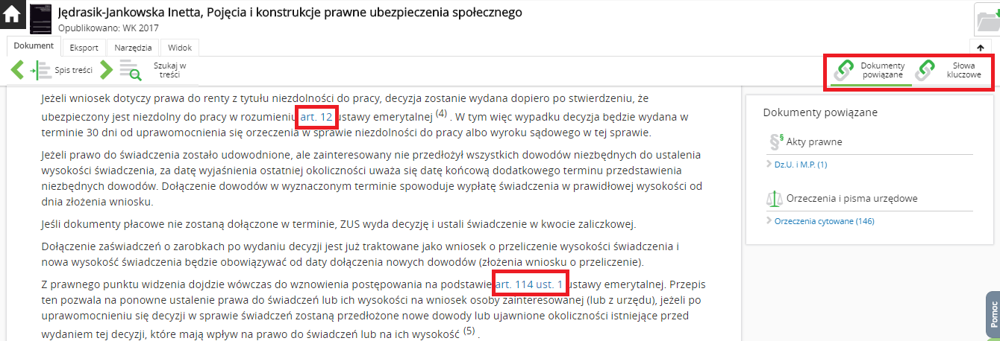 Jędrasik-Jankowska Inetta, Pojęcia i konstrukcje prawne ubezpieczenia społecznego
Opublikowano: WK 2017
Dokument Eksport Narzędzia Widok
Spis treści
Szukaj w
treści
Dokumenty
powiązane
Słowa
kluczowe
Jeżeli wniosek dotyczy prawa do renty z tytułu niezdolności do pracy, decyzja zostanie wydana dopiero po stwierdzeniu, że
ubezpieczony jest niezdolny do pracy w rozumieniu art. 12 ustawy emerytalnej (4) . W tym więc wypadku decyzja będzie wydana w
terminie 30 dni od uprawomocnienia się orzeczenia w sprawie niezdolności do pracy albo wyroku sądowego w tej sprawie.
Jeżeli prawo do świadczenia zostało udowodnione, ale zainteresowany nie przedłożył wszystkich dowodów niezbędnych do ustalenia
wysokości świadczenia, za datę wyjaśnienia ostatniej okoliczności uważa się datę końcową dodatkowego terminu przedstawienia
niezbędnych dowodów. Dołączenie dowodów w wyznaczonym terminie spowoduje wypłatę świadczenia w prawidłowej wysokości od
dnia złożenia wniosku.
Jeśli dokumenty płacowe nie zostaną dołączone w terminie, ZUS wyda decyzję i ustali świadczenie w kwocie zaliczkowej.
Dołączenie zaświadczeń o zarobkach po wydaniu decyzji jest już traktowane jako wniosek o przeliczenie wysokości świadczenia i
nowa wysokość świadczenia będzie obowiązywać od daty dołączenia nowych dowodów (złożenia wniosku o przeliczenie).
Z prawnego punktu widzenia dojdzie wówczas do wznowienia postępowania na podstawie art. 114 ust. 1 ustawy emerytalnej. Przepis
ten pozwala na ponowne ustalenie prawa do świadczeń lub ich wysokości na wniosek osoby zainteresowanej (lub z urzędu), jeżeli po
uprawomocnieniu się decyzji w sprawie świadczeń zostaną przedłożone nowe dowody lub ujawnione okoliczności istniejące przed
wydaniem tej decyzji, które mają wpływ na prawo do świadczeń lub na ich wysokość (5) .
Dokumenty powiązane
§§ Akty prawne
Dz.U. i M.P. (1)
Orzeczenia i pisma urzędowe
Orzeczenia cytowane (146)
Pomoc